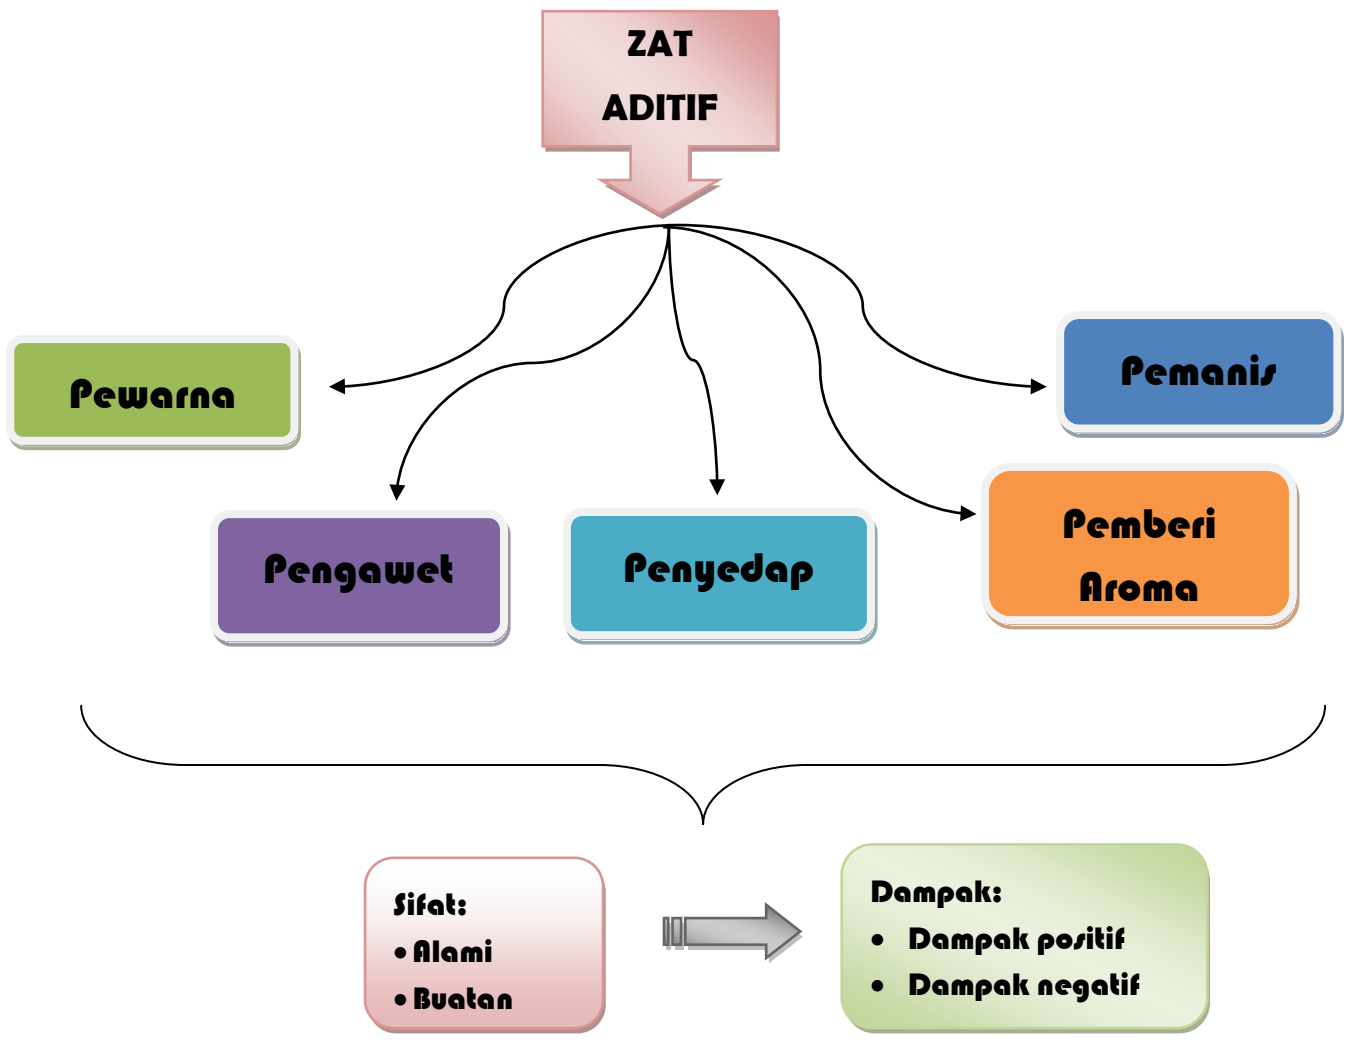 ZAT
ADITIF
Pewarna
Pemanis
Pengawet
Penyedap
Pemberi
Aroma
Sifat:
• Alami
• Buatan
Dampak:
• Dampak positif
• Dampak negatif